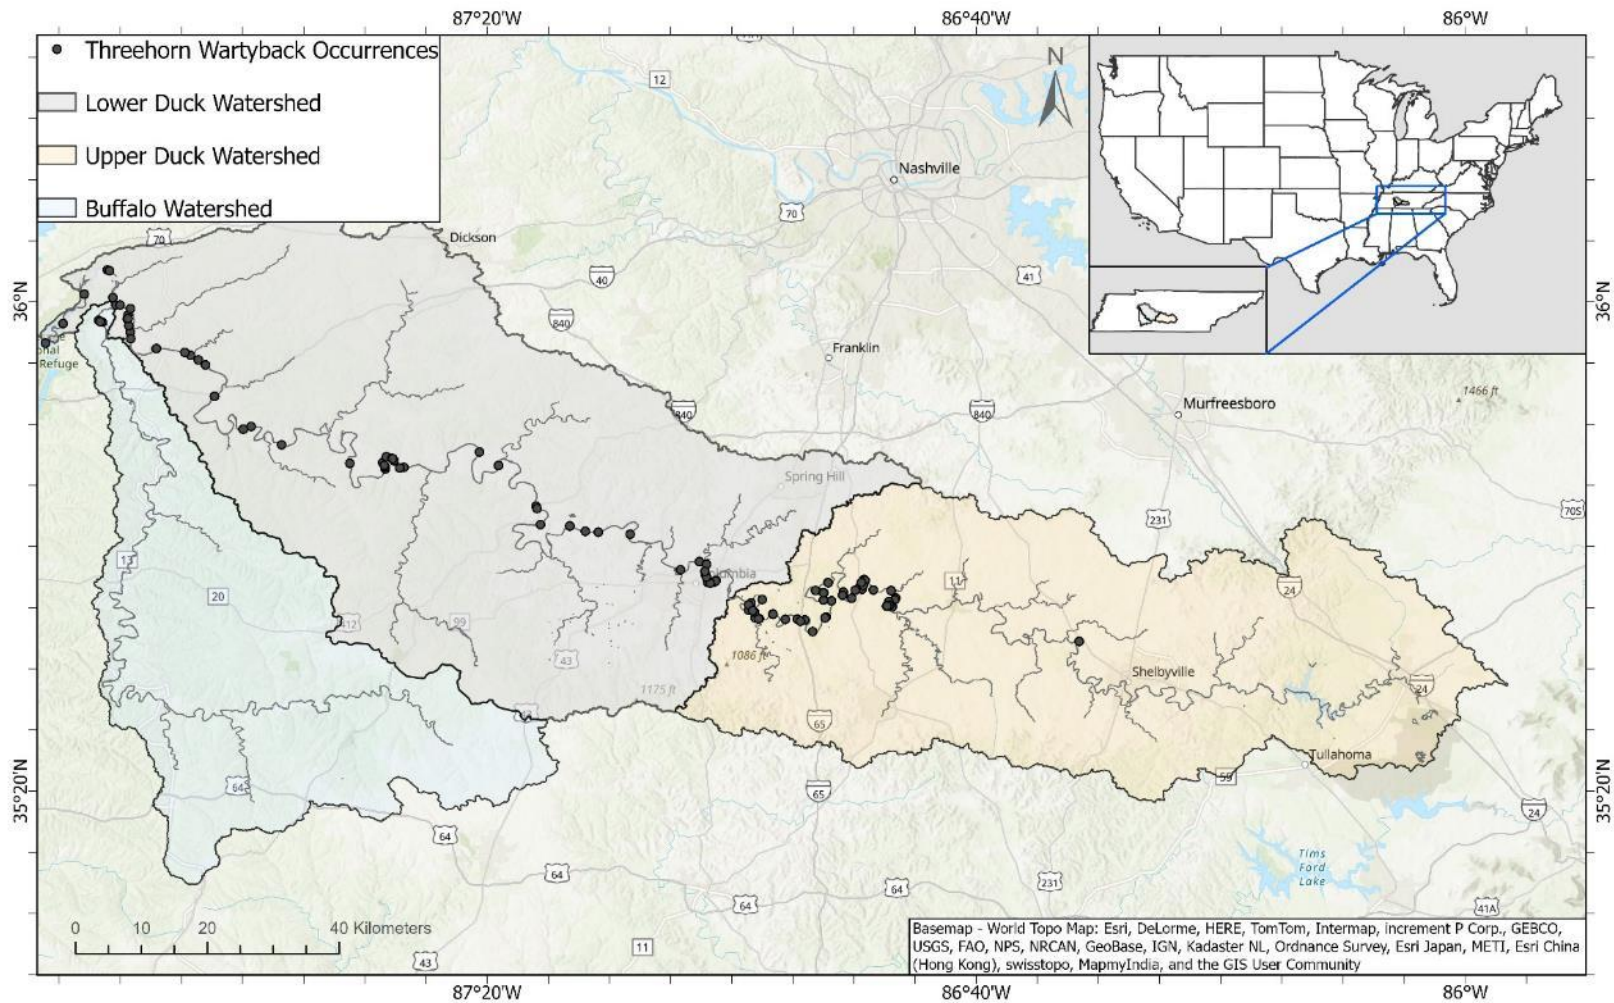 87°20'W 86°40'W 86°W
Threehorn Wartyback Occurrences
Lower Duck Watershed
Upper Duck Watershed
Buffalo Watershed
N
12
Nashville
70
70
Dickson
40
41
36°N
36°N
840
Franklin
Refuge
840
840
Murfreesboro
1466 ft
Spring Hill
231
70S
13
20
11
24
412
99
43
1086 ft
1175 ft
Shelbyville
24
65
Tullahoma
64
59
35°20'N
35°20'N
65
24
64
64
64
231
Tims
Ford
Lake
64
41A
0 10 20 40 Kilometers
11
43
Basemap - World Topo Map: Esri, DeLorme, HERE, TomTom, Intermap, increment P Corp., GEBCO,
USGS, FAO, NPS, NRCAN, GeoBase, IGN, Kadaster NL, Ordnance Survey, Esri Japan, METI, Esri China
(Hong Kong), swisstopo, MapmyIndia, and the GIS User Community
87°20'W 86°40'W 86°W